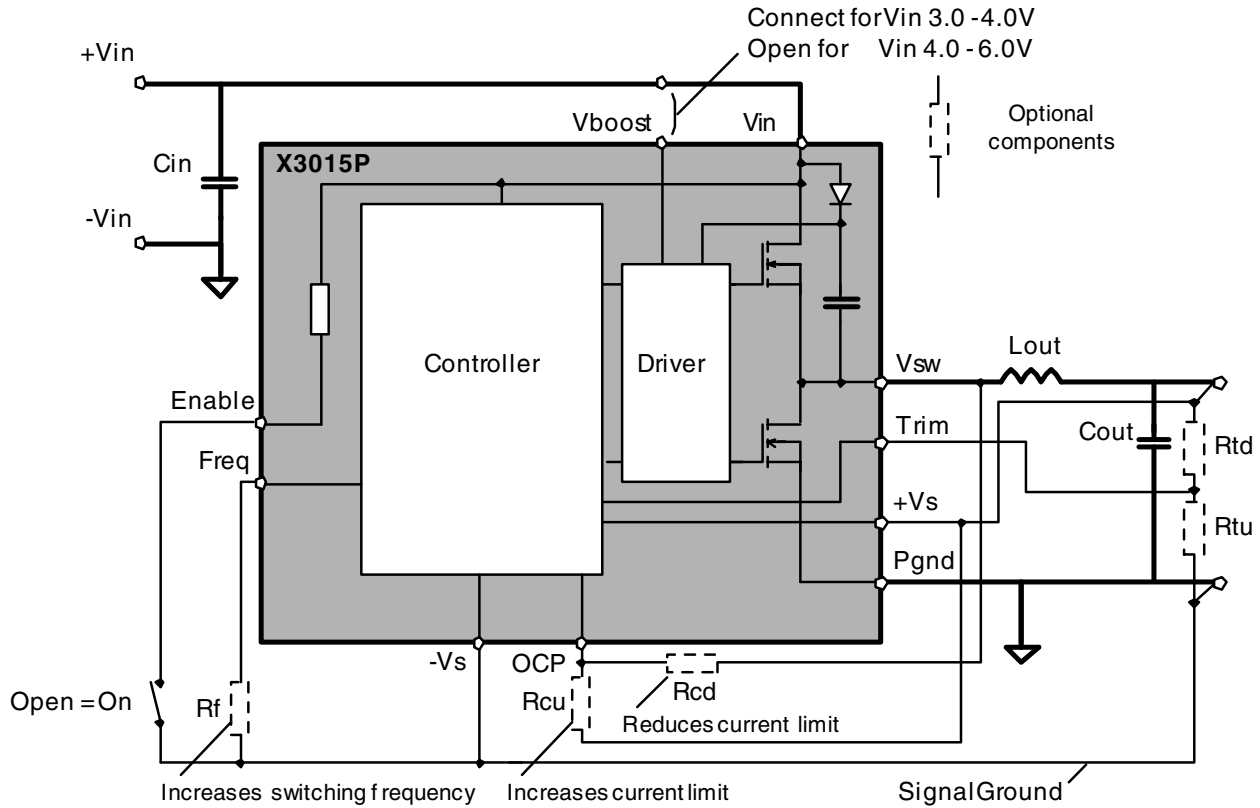 Connect for Vin 3.0 - 4.0V
Open for Vin 4.0 - 6.0V
+Vin
Vboost
Vin
Optional
components
X3015P
Cin
-Vin
Controller
Driver
Vsw
Lout
Enable
Trim
Cout
Rtd
Freq
+Vs
Rtu
Pgnd
-Vs
OCP
Open = On
Rf
Rcu
Rcd
Reduces current limit
Increases switching frequency
Increases current limit
Signal Ground